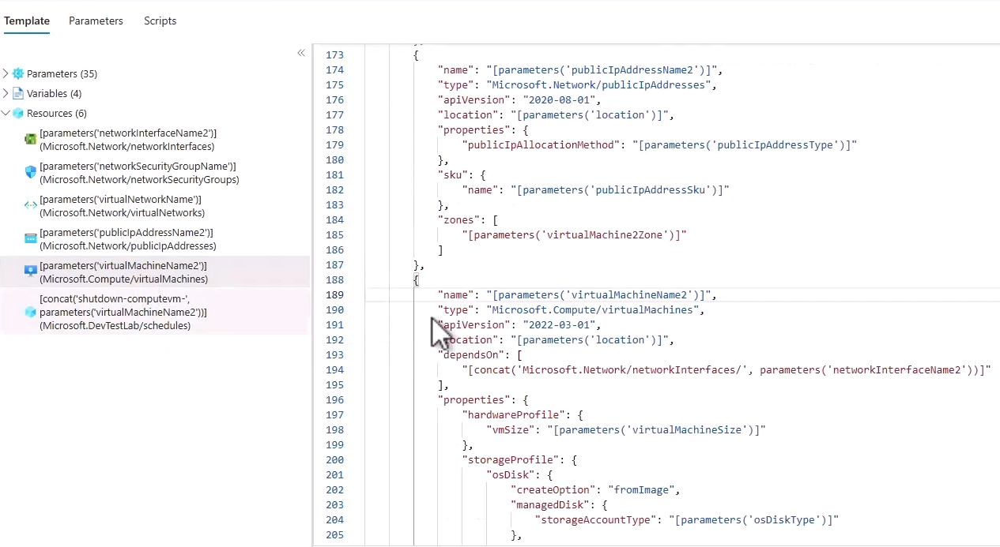 Template Parameters Scripts
Parameters (35)
Variables (4)
Resources (6)
[parameters('networkInterfaceName2')]
(Microsoft.Network/networkInterfaces)
[parameters('networkSecurityGroupName')]
(Microsoft.Network/networkSecurityGroups)
[parameters('virtualNetworkName')]
(Microsoft.Network/virtualNetworks)
[parameters('publicIpAddressName2')]
(Microsoft.Network/publicIpAddresses)
[parameters('virtualMachineName2')]
(Microsoft.Compute/virtualMachines)
[concat('shutdown-computevm-',
parameters('virtualMachineName2'))]
(Microsoft.DevTestLab/schedules)
173 {
174 "name": "[parameters('publicIpAddressName2')]",
175 "type": "Microsoft.Network/publicIpAddresses",
176 "apiVersion": "2020-08-01",
177 "location": "[parameters('location')]",
178 "properties": {
179 "publicIpAllocationMethod": "[parameters('publicIpAddressType')]"
180 },
181 "sku": {
182 "name": "[parameters('publicIpAddressSku')]"
183 },
184 "zones": [
185 "[parameters('virtualMachine2Zone')]"
186 ]
187 },
188 {
189 "name": "[parameters('virtualMachineName2')]",
190 "type": "Microsoft.Compute/virtualMachines",
191 "apiVersion": "2022-03-01",
192 "location": "[parameters('location')]",
193 "dependsOn": [
194 "[concat('Microsoft.Network/networkInterfaces/', parameters('networkInterfaceName2'))]"
195 ],
196 "properties": {
197 "hardwareProfile": {
198 "vmSize": "[parameters('virtualMachineSize')]"
199 },
200 "storageProfile": {
201 "osDisk": {
202 "createOption": "fromImage",
203 "managedDisk": {
204 "storageAccountType": "[parameters('osDiskType')]"
205 },